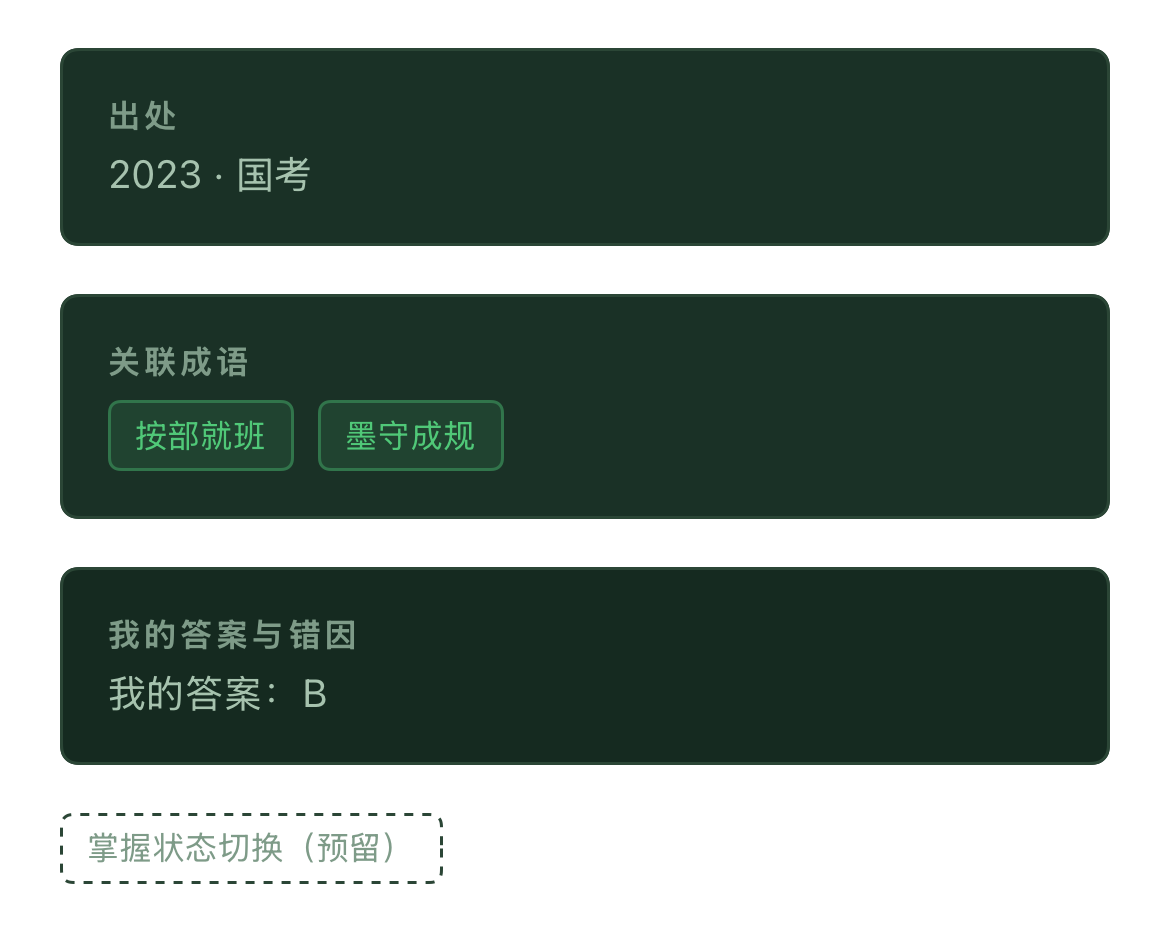 出处
2023 · 国考
关联成语
按部就班 墨守成规
我的答案与错因
我的答案：B
掌握状态切换（预留）